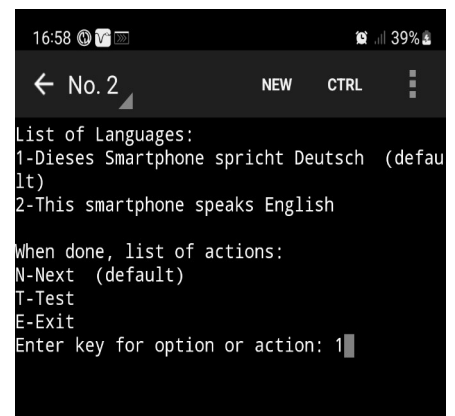 16:58 39%
No. 2 NEW CTRL
List of Languages:
1-Dieses Smartphone spricht Deutsch  (defau
lt)
2-This smartphone speaks English
When done, list of actions:
N-Next  (default)
T-Test
E-Exit
Enter key for option or action: 1